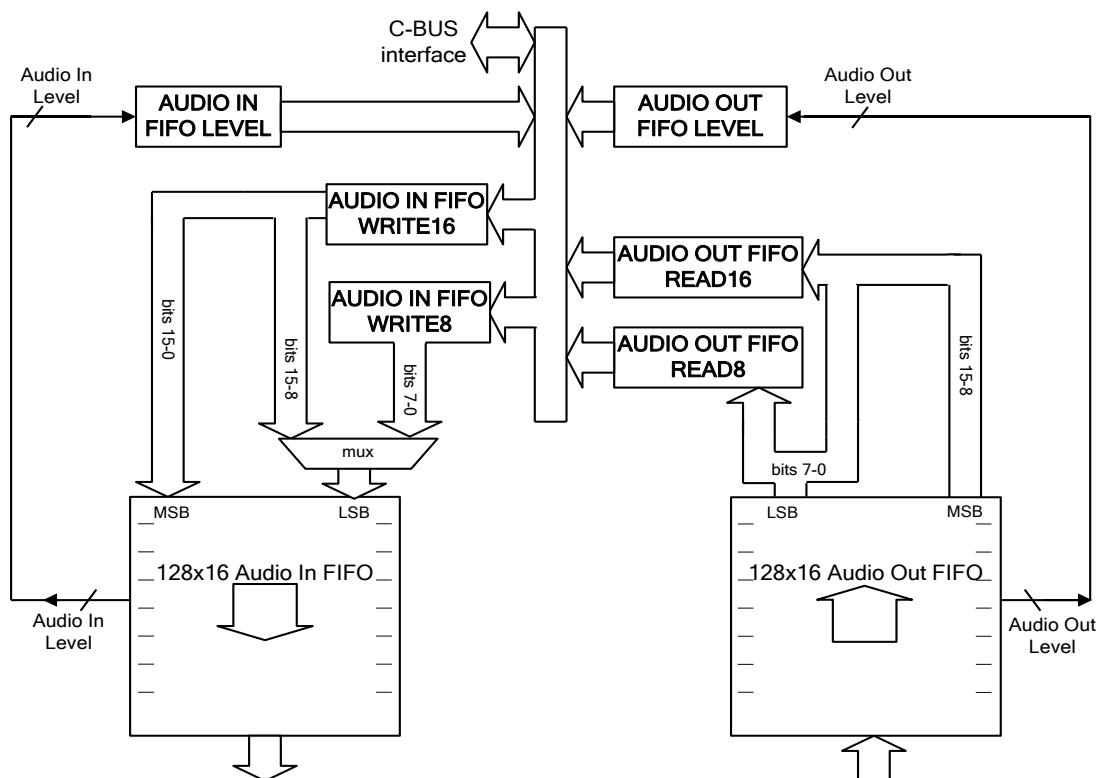 C-BUS
interface
Audio In
Level
AUDIO IN
FIFO LEVEL
AUDIO OUT
FIFO LEVEL
Audio Out
Level
AUDIO IN FIFO
WRITE16
AUDIO IN FIFO
WRITE8
AUDIO OUT FIFO
READ16
AUDIO OUT FIFO
READ8
bits 15-0
bits 15-8
bits 7-0
bits 15-8
mux
bits 7-0
MSB
LSB
LSB
MSB
128x16 Audio In FIFO
128x16 Audio Out FIFO
Audio In
Level
Audio Out
Level